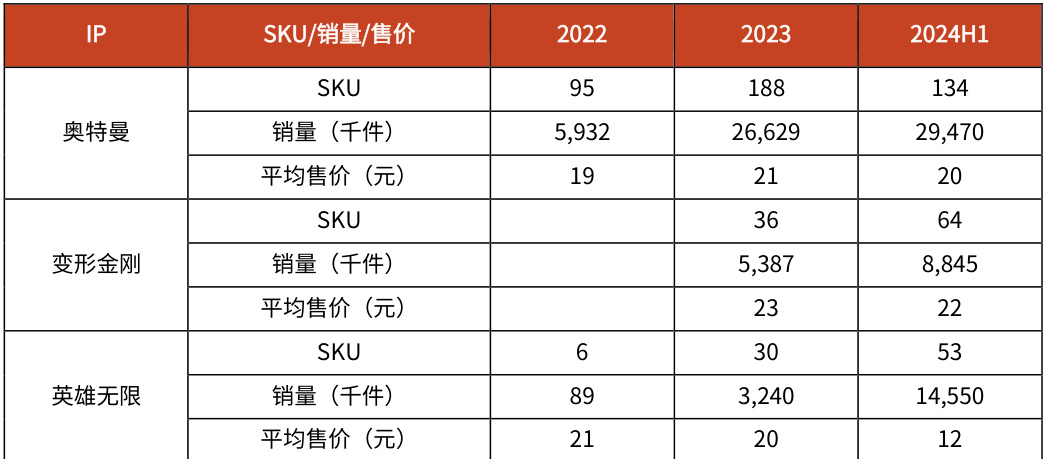 IP SKU/销量/售价 2022 2023 2024H1
SKU 95 188 134
奥特曼 销量（千件） 5,932 26,629 29,470
平均售价（元） 19 21 20
SKU 36 64
变形金刚 销量（千件） 5,387 8,845
平均售价（元） 23 22
SKU 6 30 53
英雄无限 销量（千件） 89 3,240 14,550
平均售价（元） 21 20 12